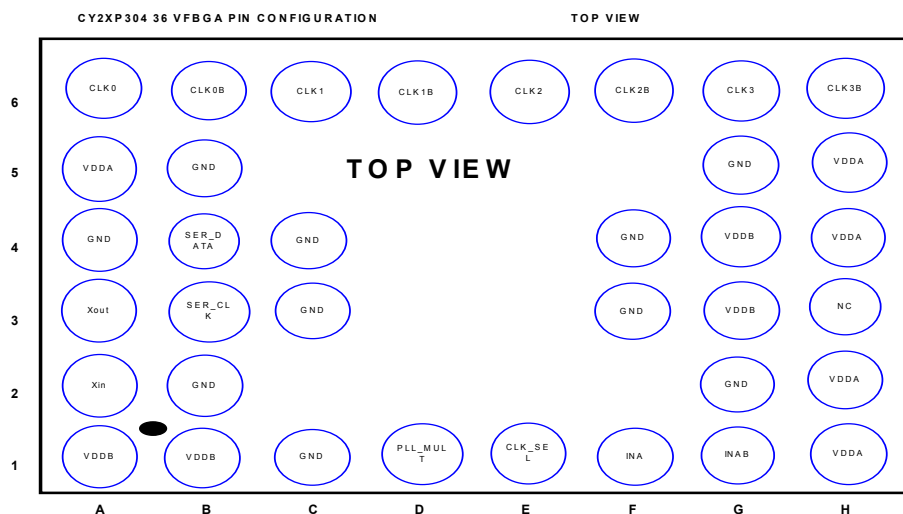 CY2XP304 36 VFBGA PIN CONFIGURATION TOP VIEW
6 CLK0 CLK0B CLK1 CLK1B CLK2 CLK2B CLK3 CLK3B
TOP VIEW
5 VDDA GND GND VDDA
4 GND SER_D
ATA GND GND VDDB VDDA
3 Xout SER_CL
K GND GND VDDB NC
2 Xin GND GND VDDA
1 VDDB VDDB GND PLL_MUL
T CLK_SE
L INA INAB VDDA
A B C D E F G H